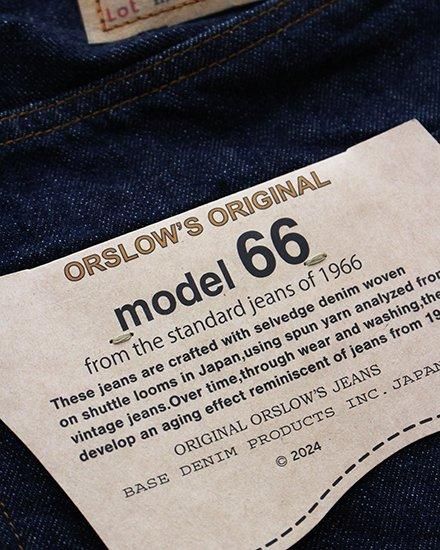 Lot
ORSLOW'S ORIGINAL
model 66
from the standard jeans of 1966
These jeans are crafted with selvedge denim woven
on shuttle looms in Japan,using spun yarn analyzed from
vintage jeans.Over time,through wear and washing,
develop an aging effect reminiscent of jeans from
ORIGINAL ORSLOW'S JEANS
BASE DENIM PRODUCTS INC.JAPAN
© 2024